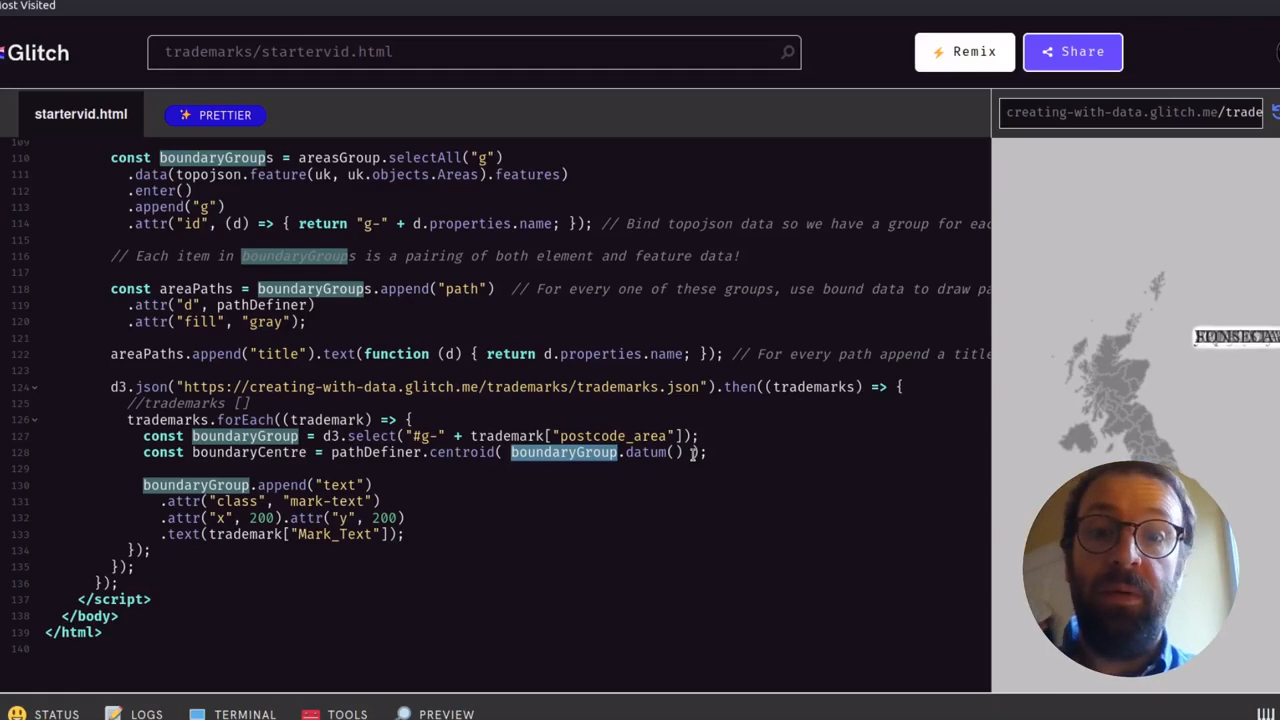 ost Visited
Glitch
trademarks/startervid.html
⚡ Remix
Share
startervid.html
✨ PRETTIER
creating-with-data.glitch.me/trade
109
110 const boundaryGroups = areasGroup.selectAll("g")
111 .data(topojson.feature(uk, uk.objects.Areas).features)
112 .enter()
113 .append("g")
114 .attr("id", (d) => { return "g-" + d.properties.name; }); // Bind topojson data so we have a group for eac
115
116 // Each item in boundaryGroups is a pairing of both element and feature data!
117
118 const areaPaths = boundaryGroups.append("path") // For every one of these groups, use bound data to draw pa
119 .attr("d", pathDefiner)
120 .attr("fill", "gray");
121
122 areaPaths.append("title").text(function (d) { return d.properties.name; }); // For every path append a title
123
124 d3.json("https://creating-with-data.glitch.me/trademarks/trademarks.json").then((trademarks) => {
125 //trademarks []
126 trademarks.forEach((trademark) => {
127 const boundaryGroup = d3.select("#g-" + trademark["postcode_area"]);
128 const boundaryCentre = pathDefiner.centroid( boundaryGroup.datum() );
129
130 boundaryGroup.append("text")
131 .attr("class", "mark-text")
132 .attr("x", 200).attr("y", 200)
133 .text(trademark["Mark_Text"]);
134 });
135 });
136 });
137 </script>
138 </body>
139 </html>
140
STATUS
LOGS
TERMINAL
TOOLS
PREVIEW